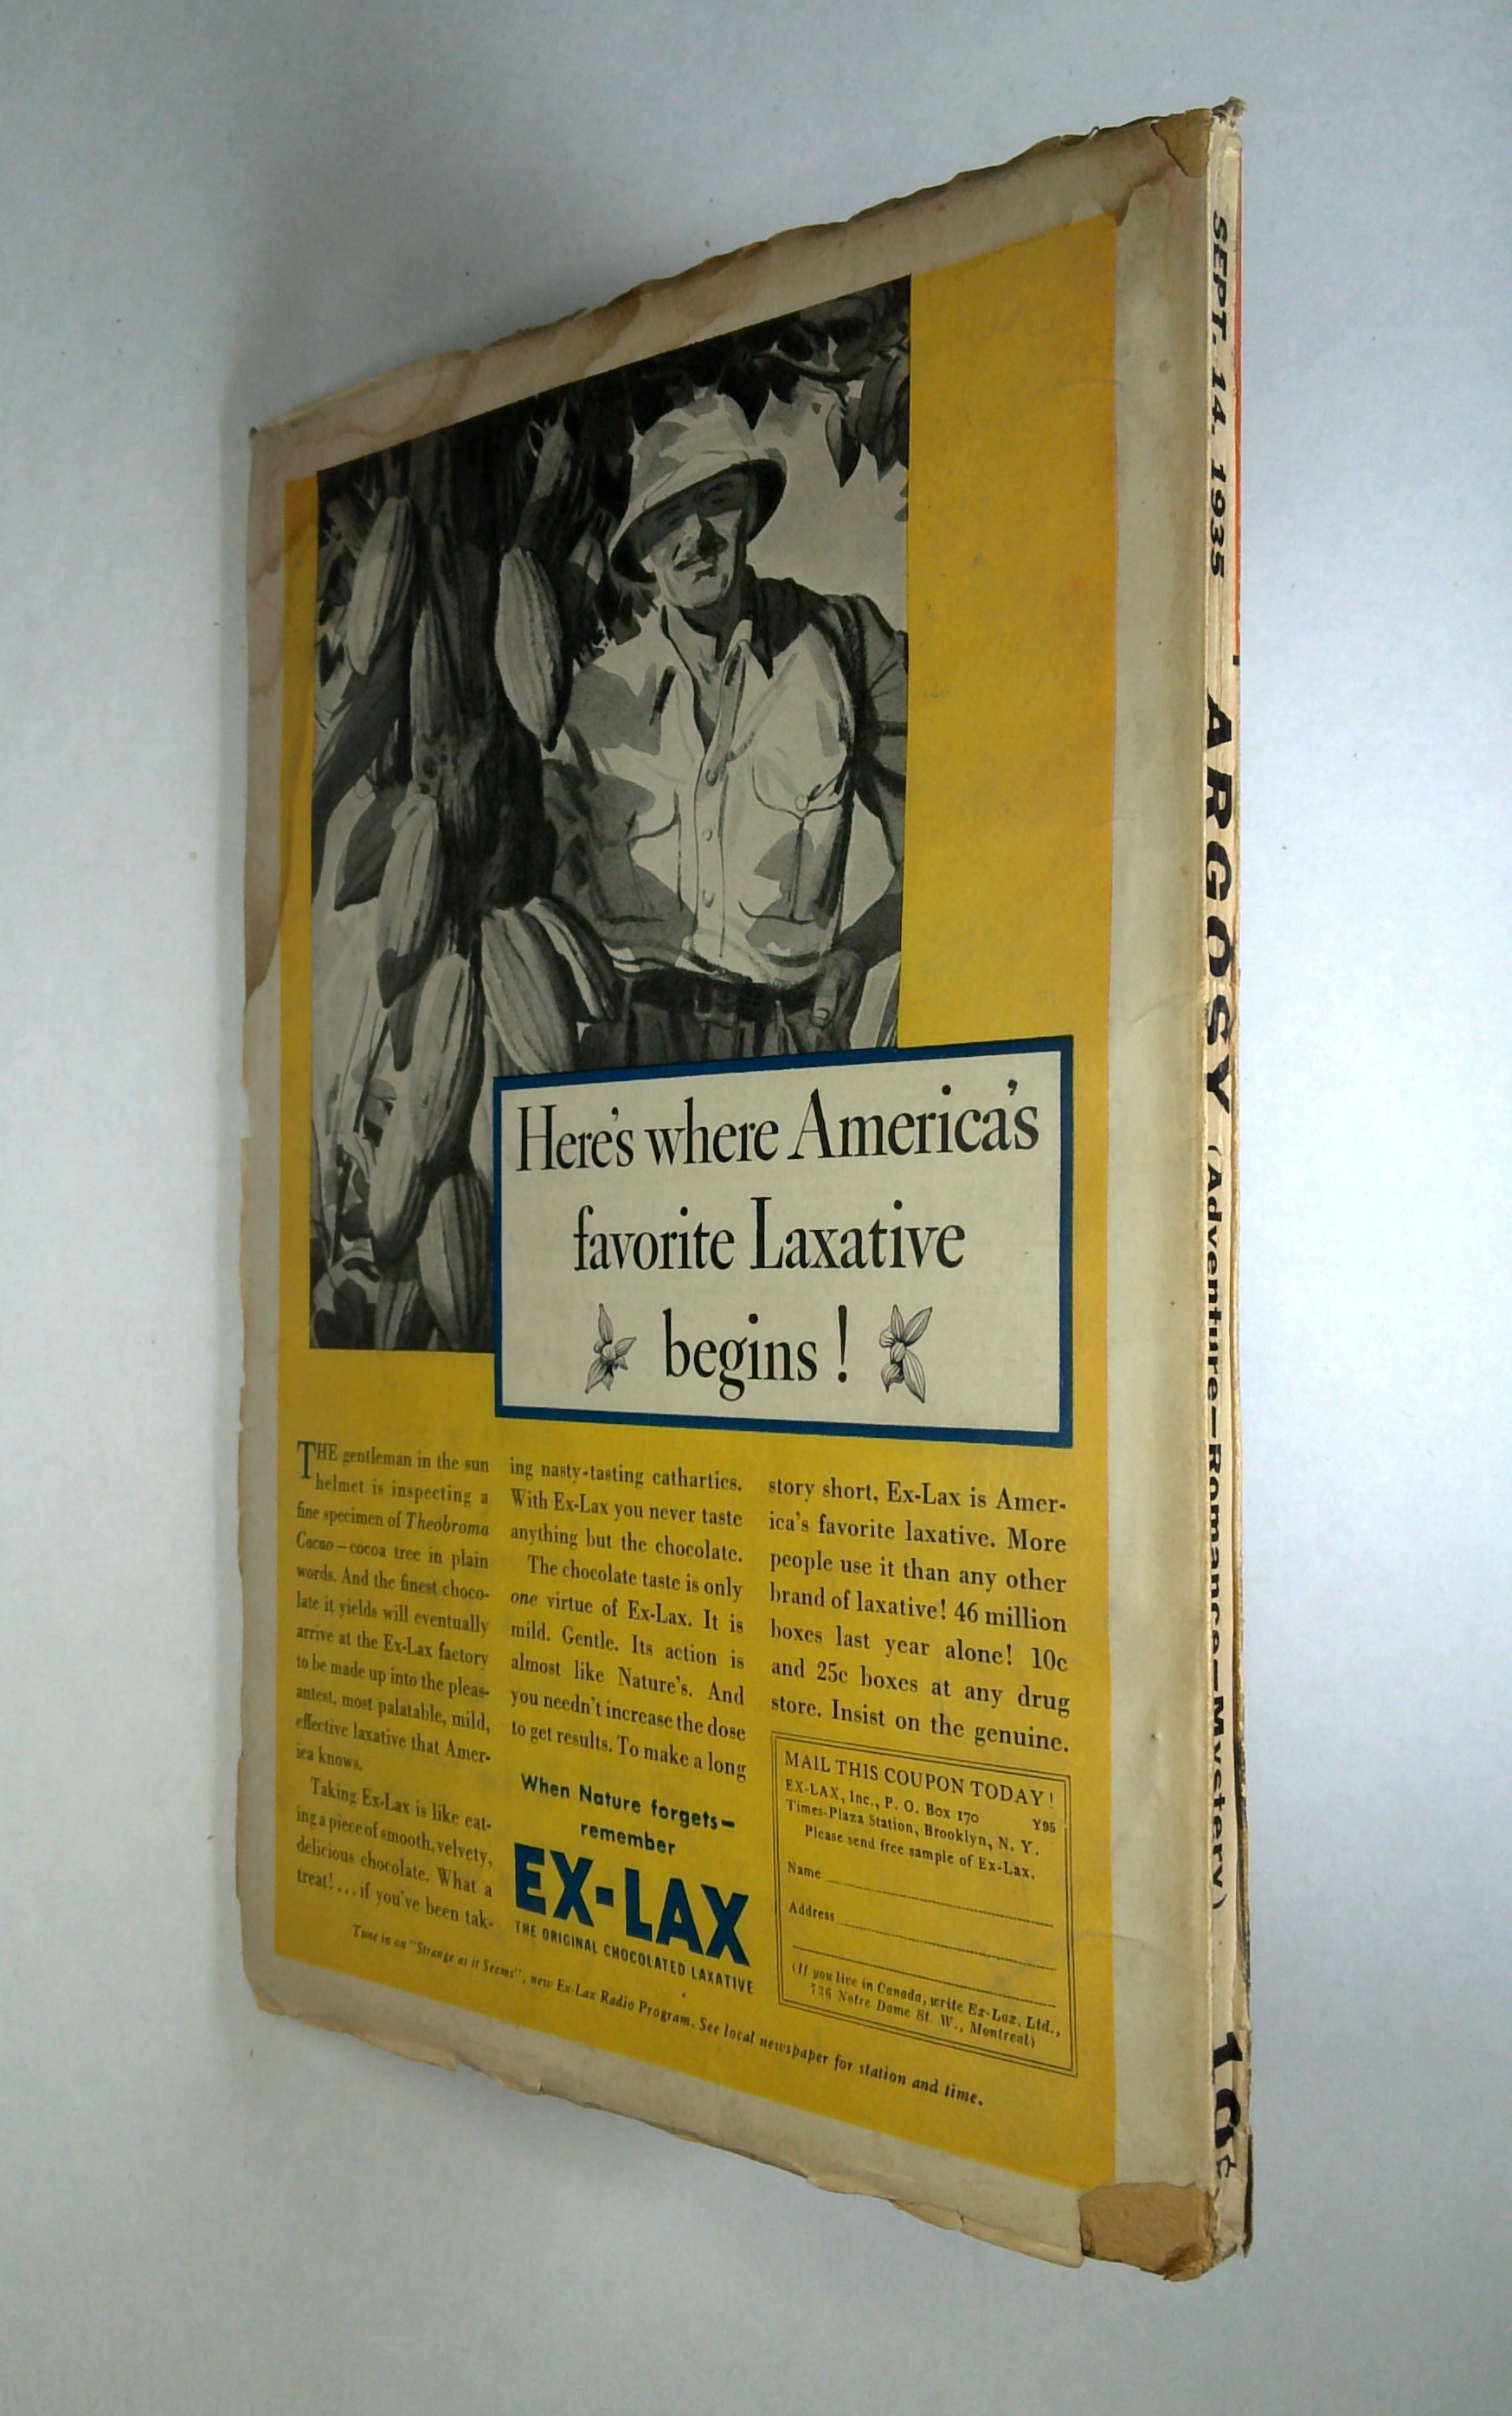 Here's where America's
favorite Laxative
begins!
THE gentleman in the sun
helmet is inspecting a
fine specimen of Theobroma
Cacao—cocoa tree in plain
words. And the finest choco-
late it yields will eventually
arrive at the Ex-Lax factory
to be made up into the pleas-
antest, most palatable, mild,
effective laxative that Amer-
ica knows.
Taking Ex-Lax is like eat-
ing a piece of smooth, velvety,
delicious chocolate. What a
treat! ... if you've been tak-
ing nasty-tasting cathartics.
With Ex-Lax you never taste
anything but the chocolate.
The chocolate taste is only
one virtue of Ex-Lax. It is
mild. Gentle. Its action is
almost like Nature's. And
you needn't increase the dose
to get results. To make a long
story short, Ex-Lax is Amer-
ica's favorite laxative. More
people use it than any other
brand of laxative! 46 million
boxes last year alone! 10c
and 25c boxes at any drug
store. Insist on the genuine.
When Nature forgets—
remember
EX-LAX
THE ORIGINAL CHOCOLATED LAXATIVE
MAIL THIS COUPON TODAY!
EX-LAX, Inc., P. O. Box 170
Times-Plaza Station, Brooklyn, N. Y. Y95
Please send free sample of Ex-Lax.
Name
Address
(If you live in Canada, write Ex-Lax, Ltd.,
736 Notre Dame St. W., Montreal)
Tune in on "Strange as it Seems", new Ex-Lax Radio Program. See local newspaper for station and time.
SEPT. 14, 1935 ARGOSY (Adventure—Romance—Mystery) 10¢